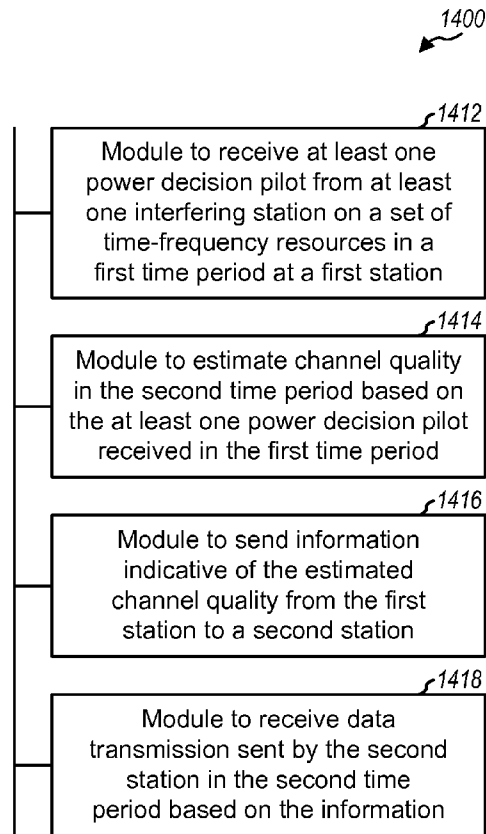 1400
1412
Module to receive at least one
power decision pilot from at least
one interfering station on a set of
time-frequency resources in a
first time period at a first station
1414
Module to estimate channel quality
in the second time period based on
the at least one power decision pilot
received in the first time period
1416
Module to send information
indicative of the estimated
channel quality from the first
station to a second station
1418
Module to receive data
transmission sent by the second
station in the second time
period based on the information